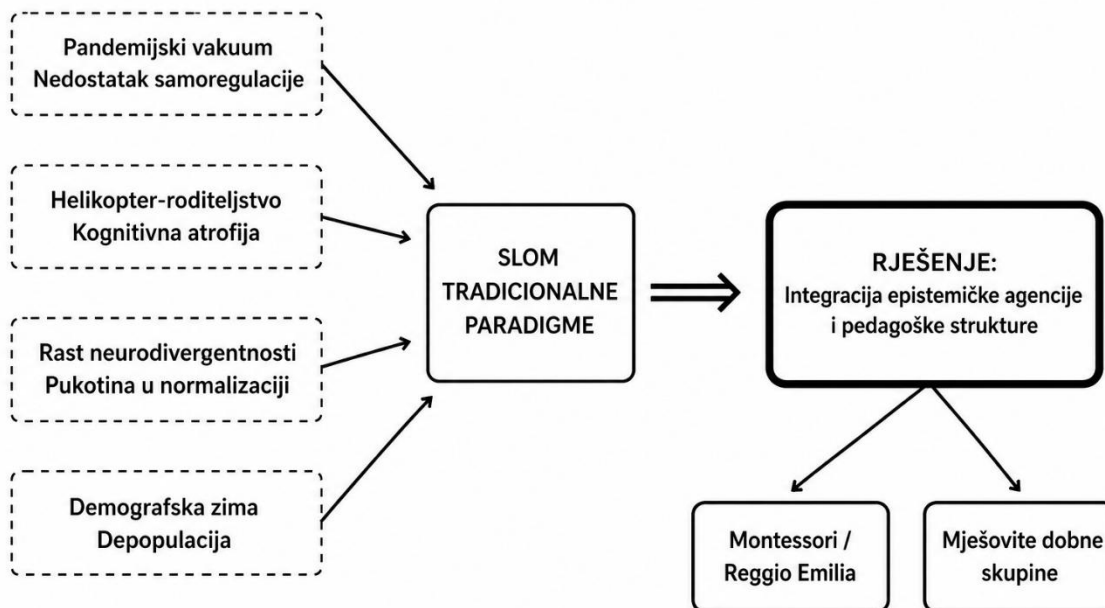 Pandemijski vakuum
Nedostatak samoregulacije
Helikopter-roditeljstvo
Kognitivna atrofija
Rast neurodivergentnosti
Pukotina u normalizaciji
Demografska zima
Depopulacija
SLOM
TRADICIONALNE
PARADIGME
RJEŠENJE:
Integracija epistemičke agencije
i pedagoške strukture
Montessori /
Reggio Emilia
Mješovite dobne
skupine